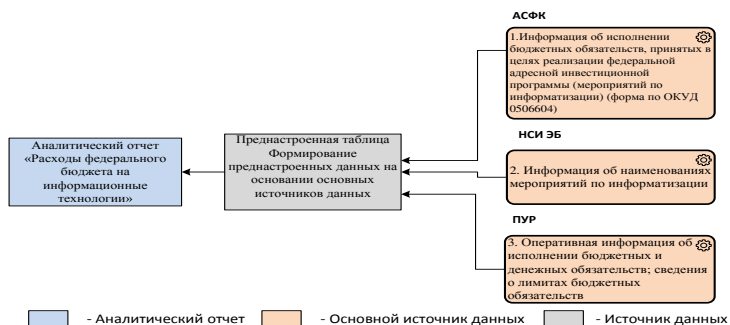 АСФК
1.Информация об исполнении
бюджетных обязательств, принятых в
целях реализации федеральной
адресной инвестиционной
программы (мероприятий по
информатизации) (форма по ОКУД
0506604)
НСИ ЭБ
2. Информация об наименованиях
мероприятий по информатизации
ПУР
3. Оперативная информация об
исполнении бюджетных и
денежных обязательств; сведения
о лимитах бюджетных
обязательств
Преднастроенная таблица
Формирование
преднастроенных данных на
основании основных
источников данных
Аналитический отчет
«Расходы федерального
бюджета на
информационные
технологии»
- Аналитический отчет
- Основной источник данных
- Источник данных